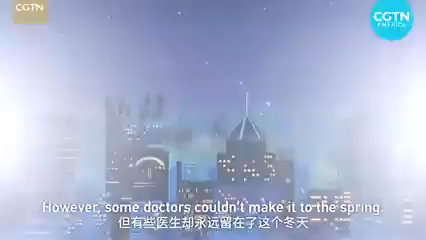 CGTN
CGTN
AMERICA
However, some doctors couldn't make it to the spring.
但有些医生却永远留在了这个冬天